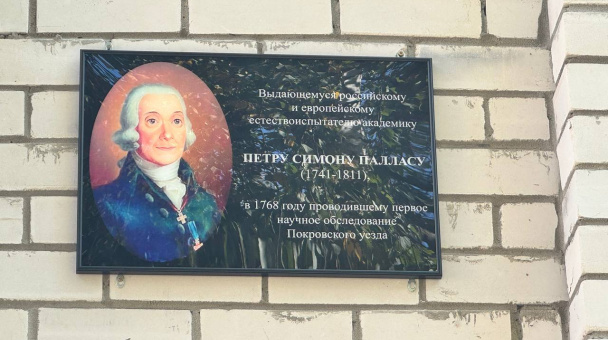 Выдающемуся российскому
и европейскому
естествоиспытателю академику
ПЕТРУ СИМОНУ ПАЛЛАСУ
(1741-1811),
в 1768 году проводившему первое
научное обследование
Покровского уезда